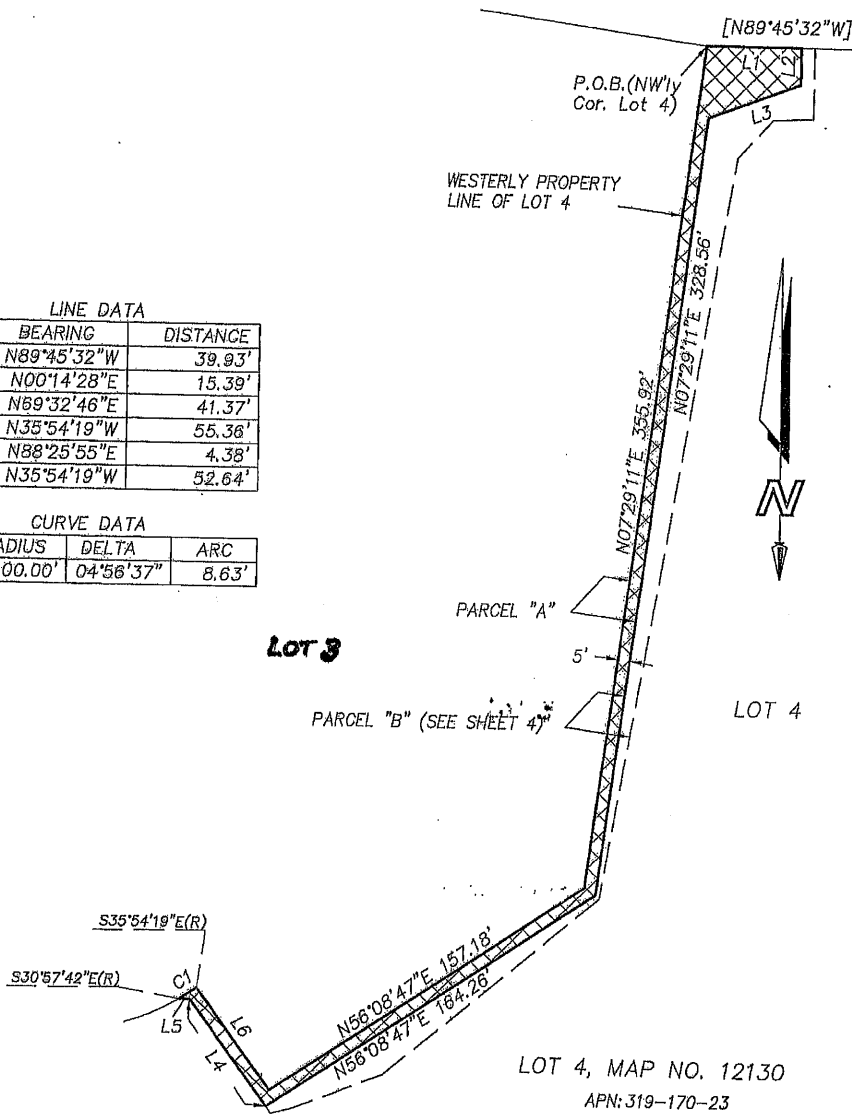 [N89°45'32"W]
L1
L2
P.O.B.(NW'ly
Cor. Lot 4)
L3
WESTERLY PROPERTY
LINE OF LOT 4
N07°29'11"E 328.56'
N07°29'11"E 355.92'
LINE DATA
BEARING DISTANCE
N89°45'32"W 39.93'
N00°14'28"E 15.39'
N69°32'46"E 41.37'
N35°54'19"W 55.36'
N88°25'55"E 4.38'
N35°54'19"W 52.64'
CURVE DATA
ADIUS DELTA ARC
00.00' 04°56'37" 8.63'
N
PARCEL "A"
LOT 3
5'
PARCEL "B" (SEE SHEET 4)
LOT 4
S35°54'19"E(R)
S30°57'42"E(R)
C1
L5
L6
L4
N56°08'47"E 157.18'
N56°08'47"E 164.26'
LOT 4, MAP NO. 12130
APN: 319-170-23